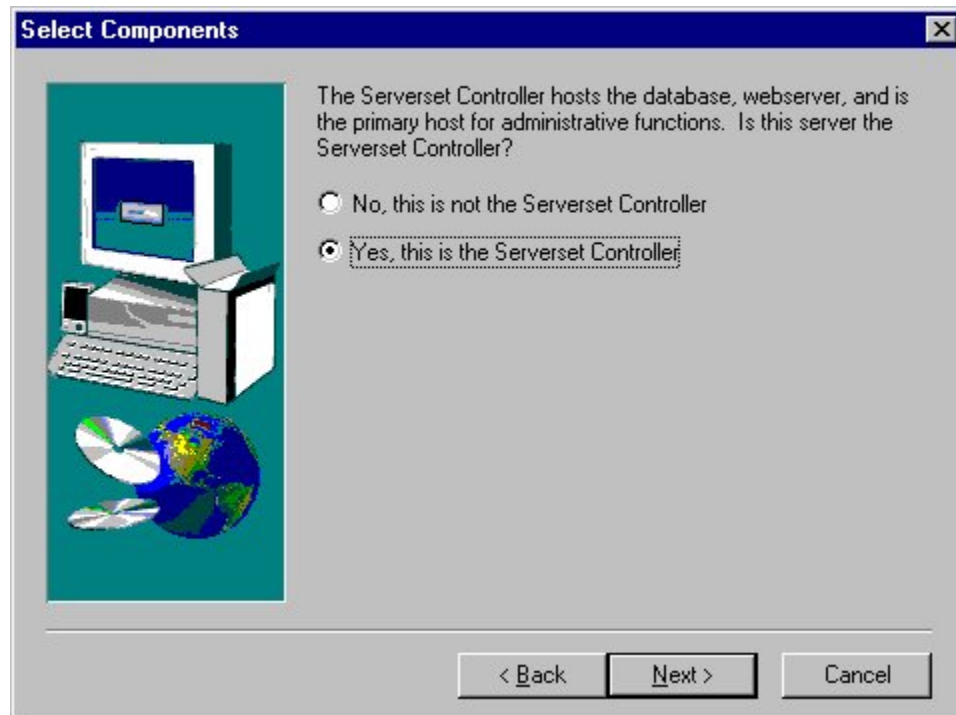 Select Components
The Serverset Controller hosts the database, webserver, and is
the primary host for administrative functions.  Is this server the
Serverset Controller?
No, this is not the Serverset Controller
Yes, this is the Serverset Controller
< Back
Next >
Cancel